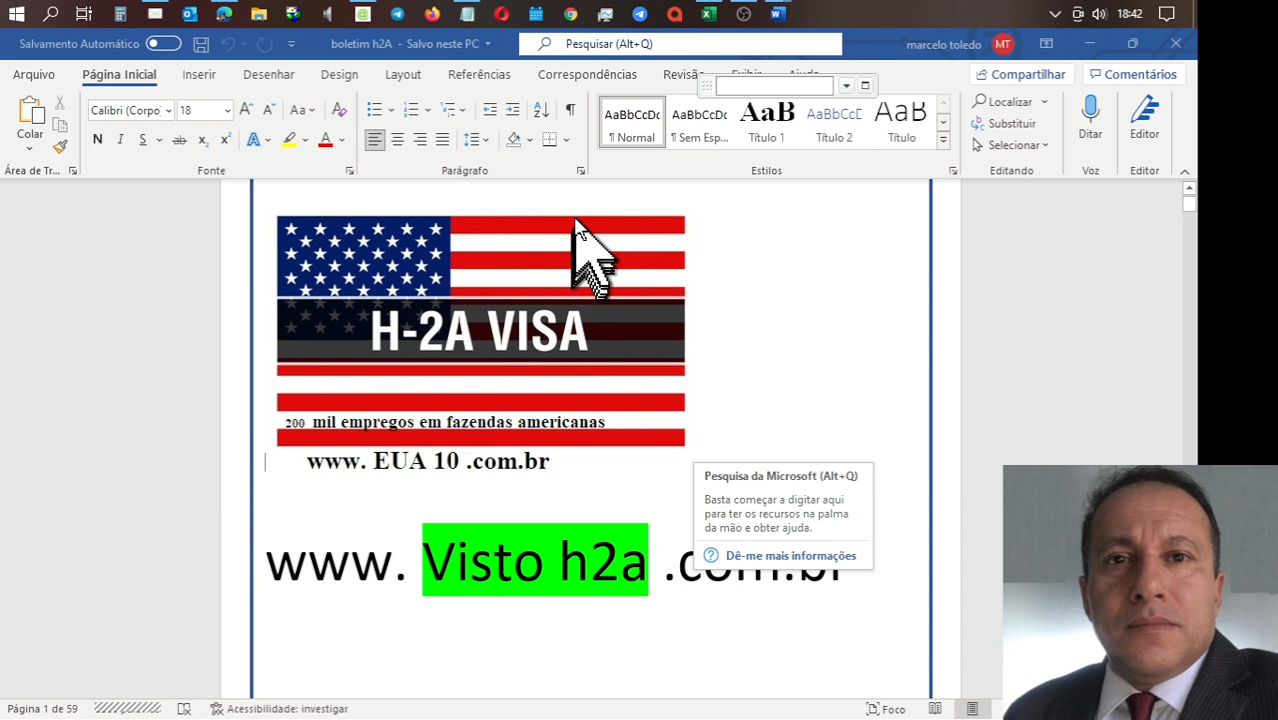 18:42
Salvamento Automático
boletim h2A - Salvo neste PC
Pesquisar (Alt+Q)
marcelo toledo
MT
Arquivo Página Inicial Inserir Desenhar Design Layout Referências Correspondências Revisão
Compartilhar Comentários
Colar
Calibri (Corpo) 18
Aa
N I S ab x₂ x²
AaBbCcDc AaBbCcDc AaB AaBbCcD AaB
¶ Normal ¶ Sem Esp... Título 1 Título 2 Título
Localizar
Substituir
Selecionar
Ditar
Editor
Área de Tr... Fonte Parágrafo Estilos Editando Voz Editor
H-2A VISA
200 mil empregos em fazendas americanas
www. EUA 10 .com.br
Pesquisa da Microsoft (Alt+Q)
Basta começar a digitar aqui
para ter os recursos na palma
da mão e obter ajuda.
Dê-me mais informações
www. Visto h2a .com.br
Página 1 de 59
Acessibilidade: investigar
Foco